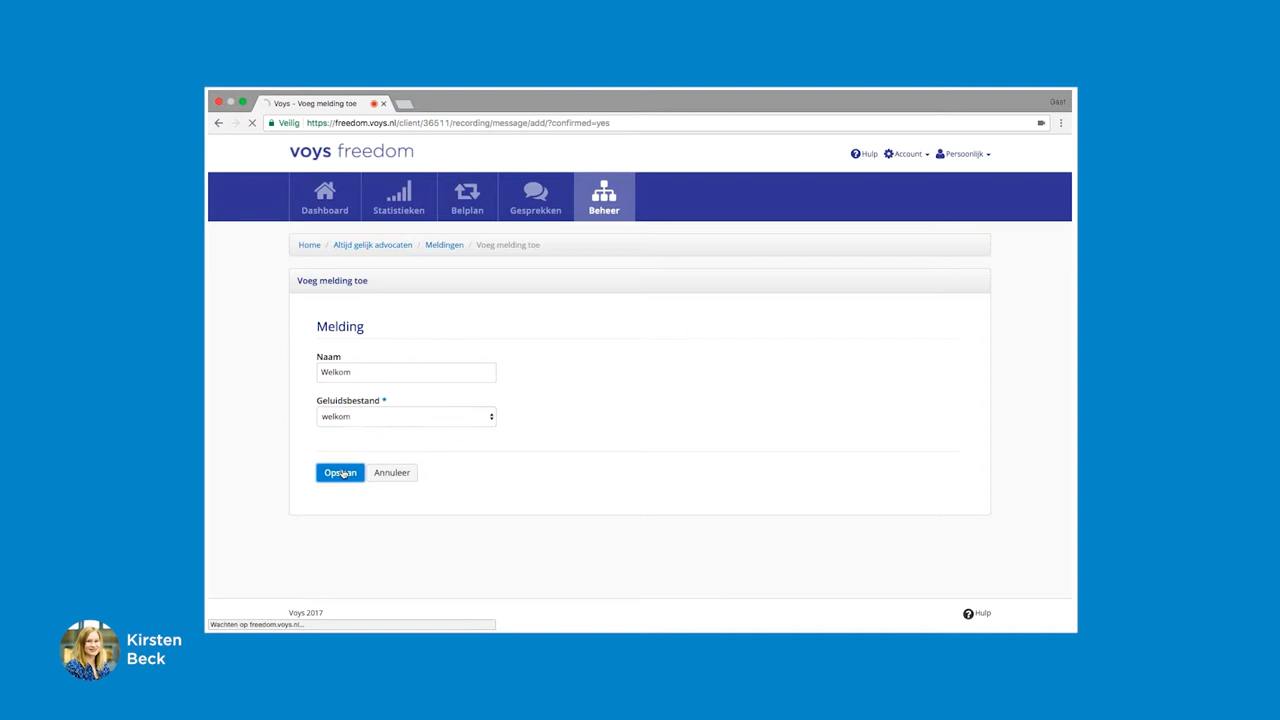 Voys - Voeg melding toe
Gast
Veilig https://freedom.voys.nl/client/36511/recording/message/add/?confirmed=yes
voys freedom
Hulp Account Persoonlijk
Dashboard Statistieken Belplan Gesprekken Beheer
Home / Altijd gelijk advocaten / Meldingen / Voeg melding toe
Voeg melding toe
Melding
Naam
Welkom
Geluidsbestand *
welkom
Opslaan Annuleer
Voys 2017
Hulp
Wachten op freedom.voys.nl...
Kirsten
Beck